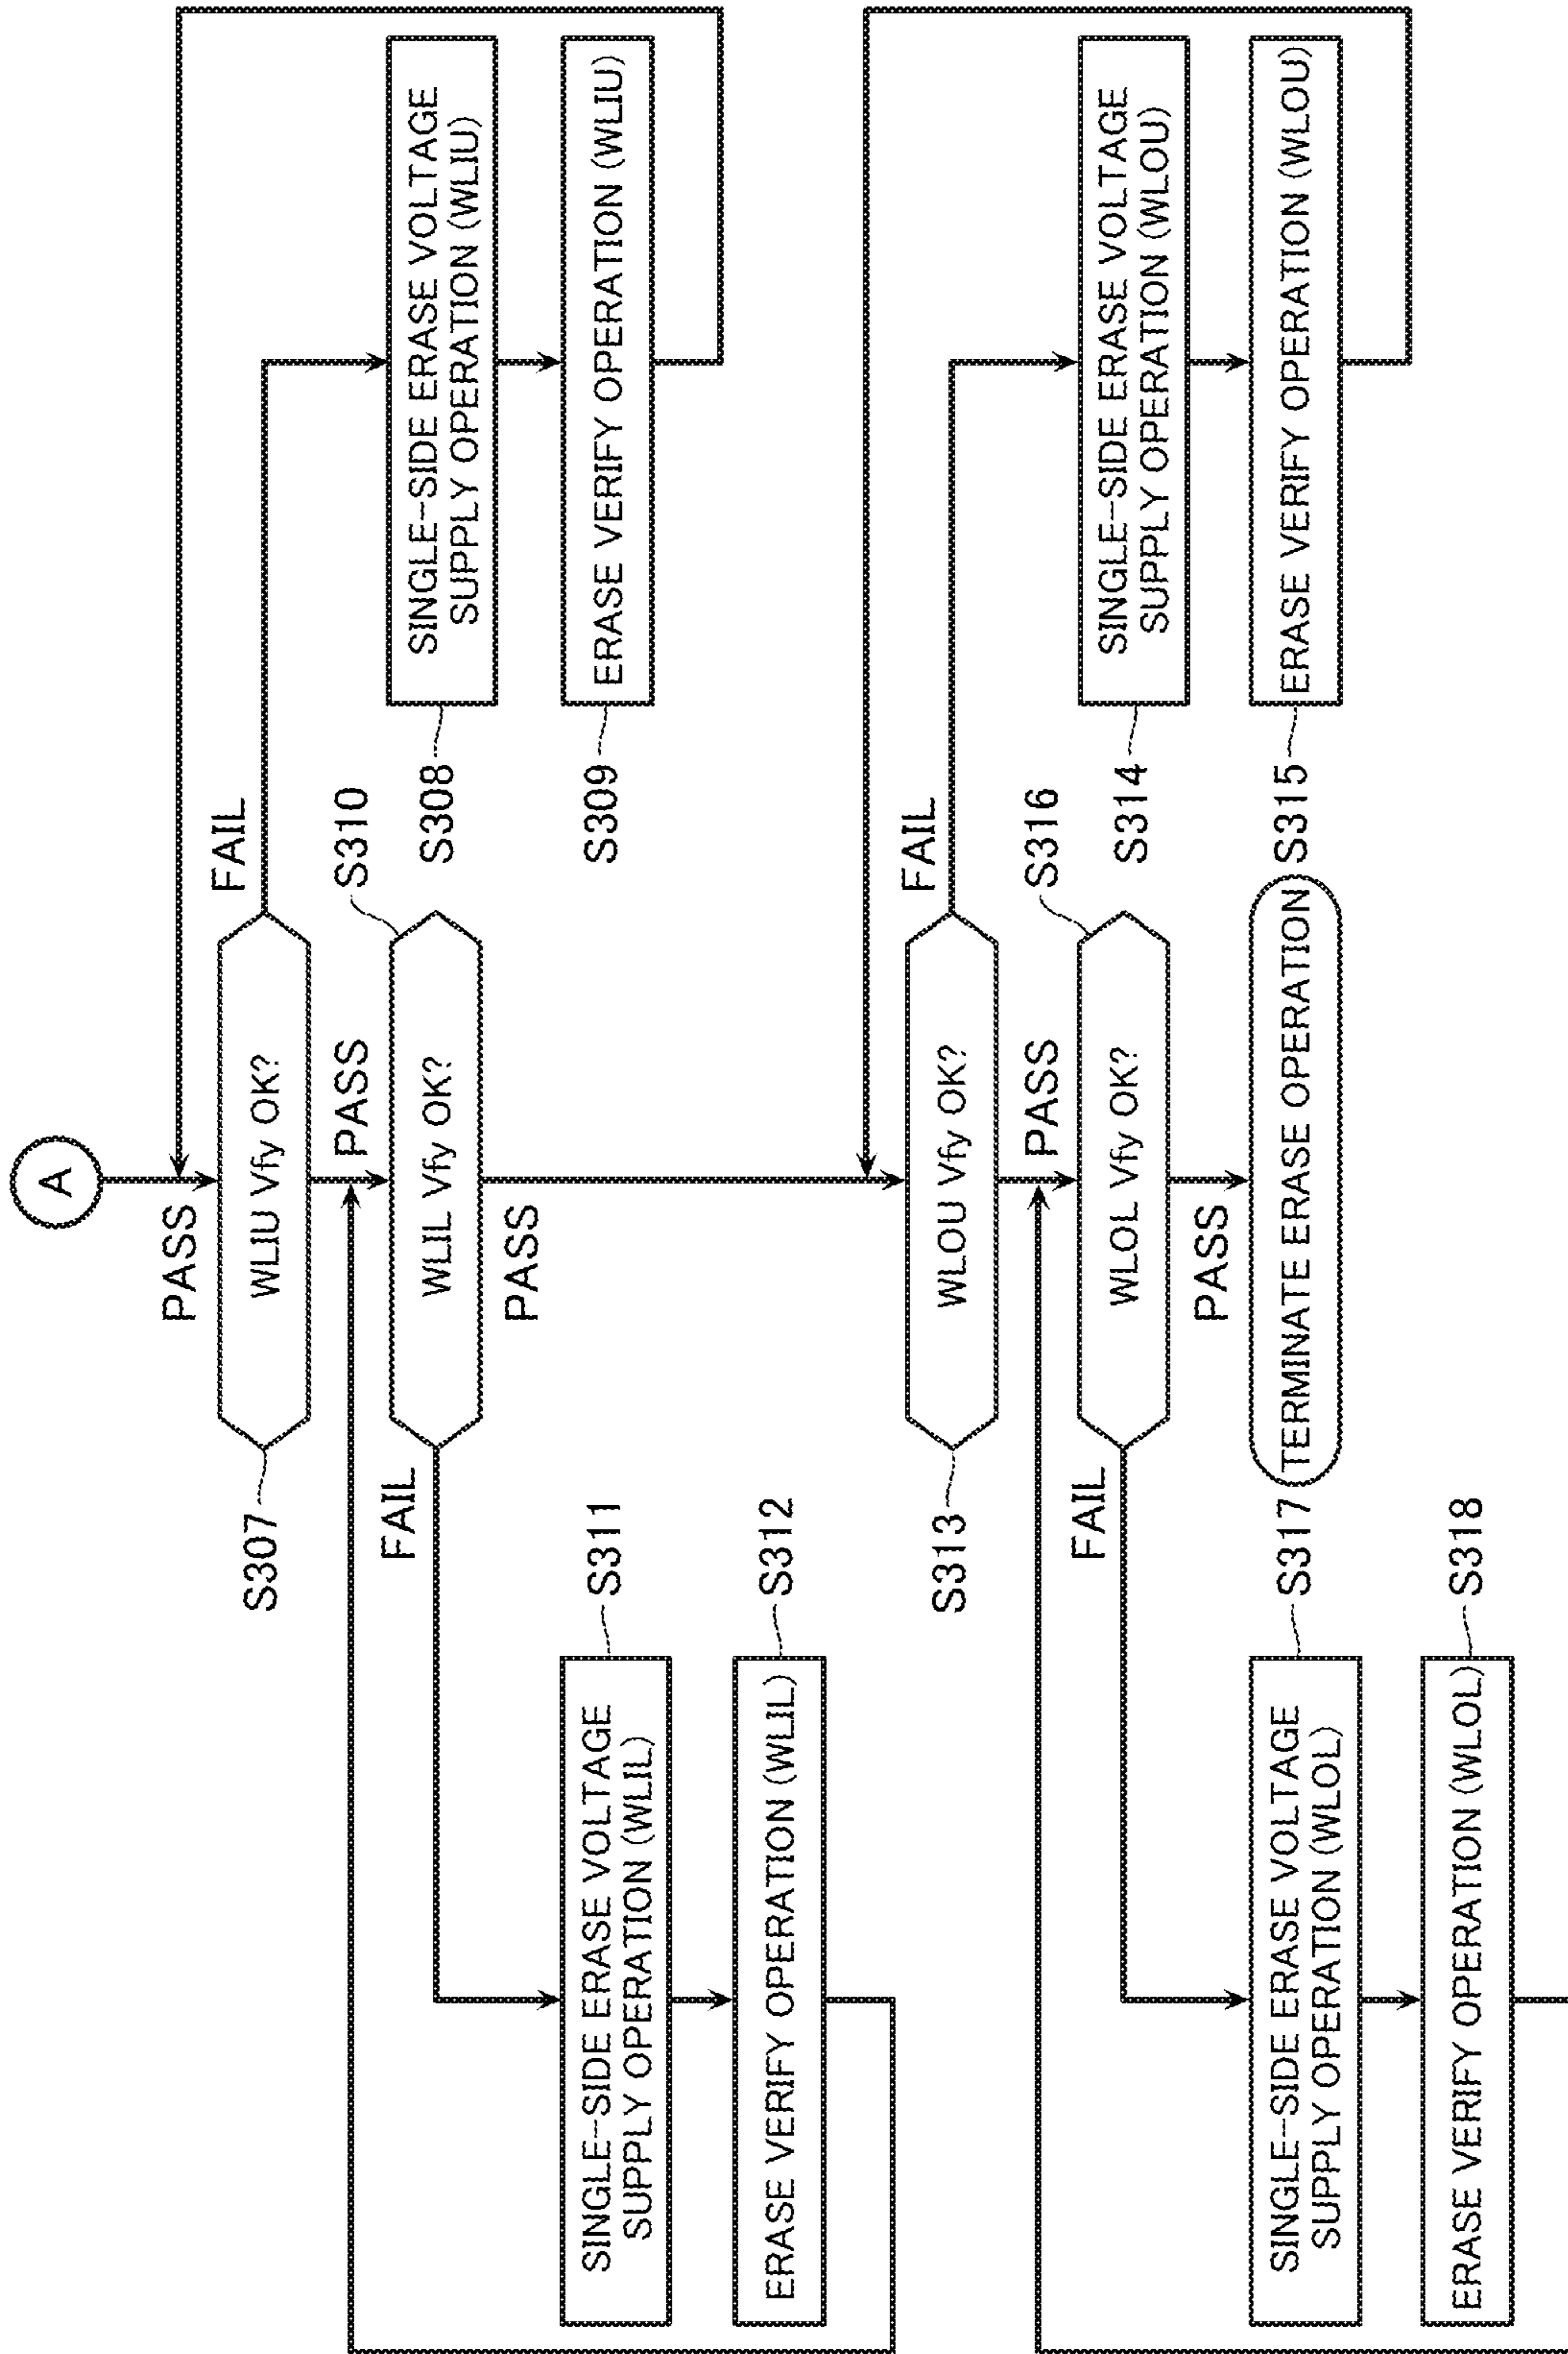 A
PASS
WLIU Vfy OK?
S307
FAIL
SINGLE-SIDE ERASE VOLTAGE
SUPPLY OPERATION (WLIU)
S308
ERASE VERIFY OPERATION (WLIU)
S309
PASS
S310
WLIL Vfy OK?
FAIL
SINGLE-SIDE ERASE VOLTAGE
SUPPLY OPERATION (WLIL)
S311
ERASE VERIFY OPERATION (WLIL)
S312
PASS
WLOU Vfy OK?
S313
FAIL
SINGLE-SIDE ERASE VOLTAGE
SUPPLY OPERATION (WLOU)
S314
ERASE VERIFY OPERATION (WLOU)
S315
PASS
S316
WLOL Vfy OK?
FAIL
SINGLE-SIDE ERASE VOLTAGE
SUPPLY OPERATION (WLOL)
S317
ERASE VERIFY OPERATION (WLOL)
S318
PASS
TERMINATE ERASE OPERATION